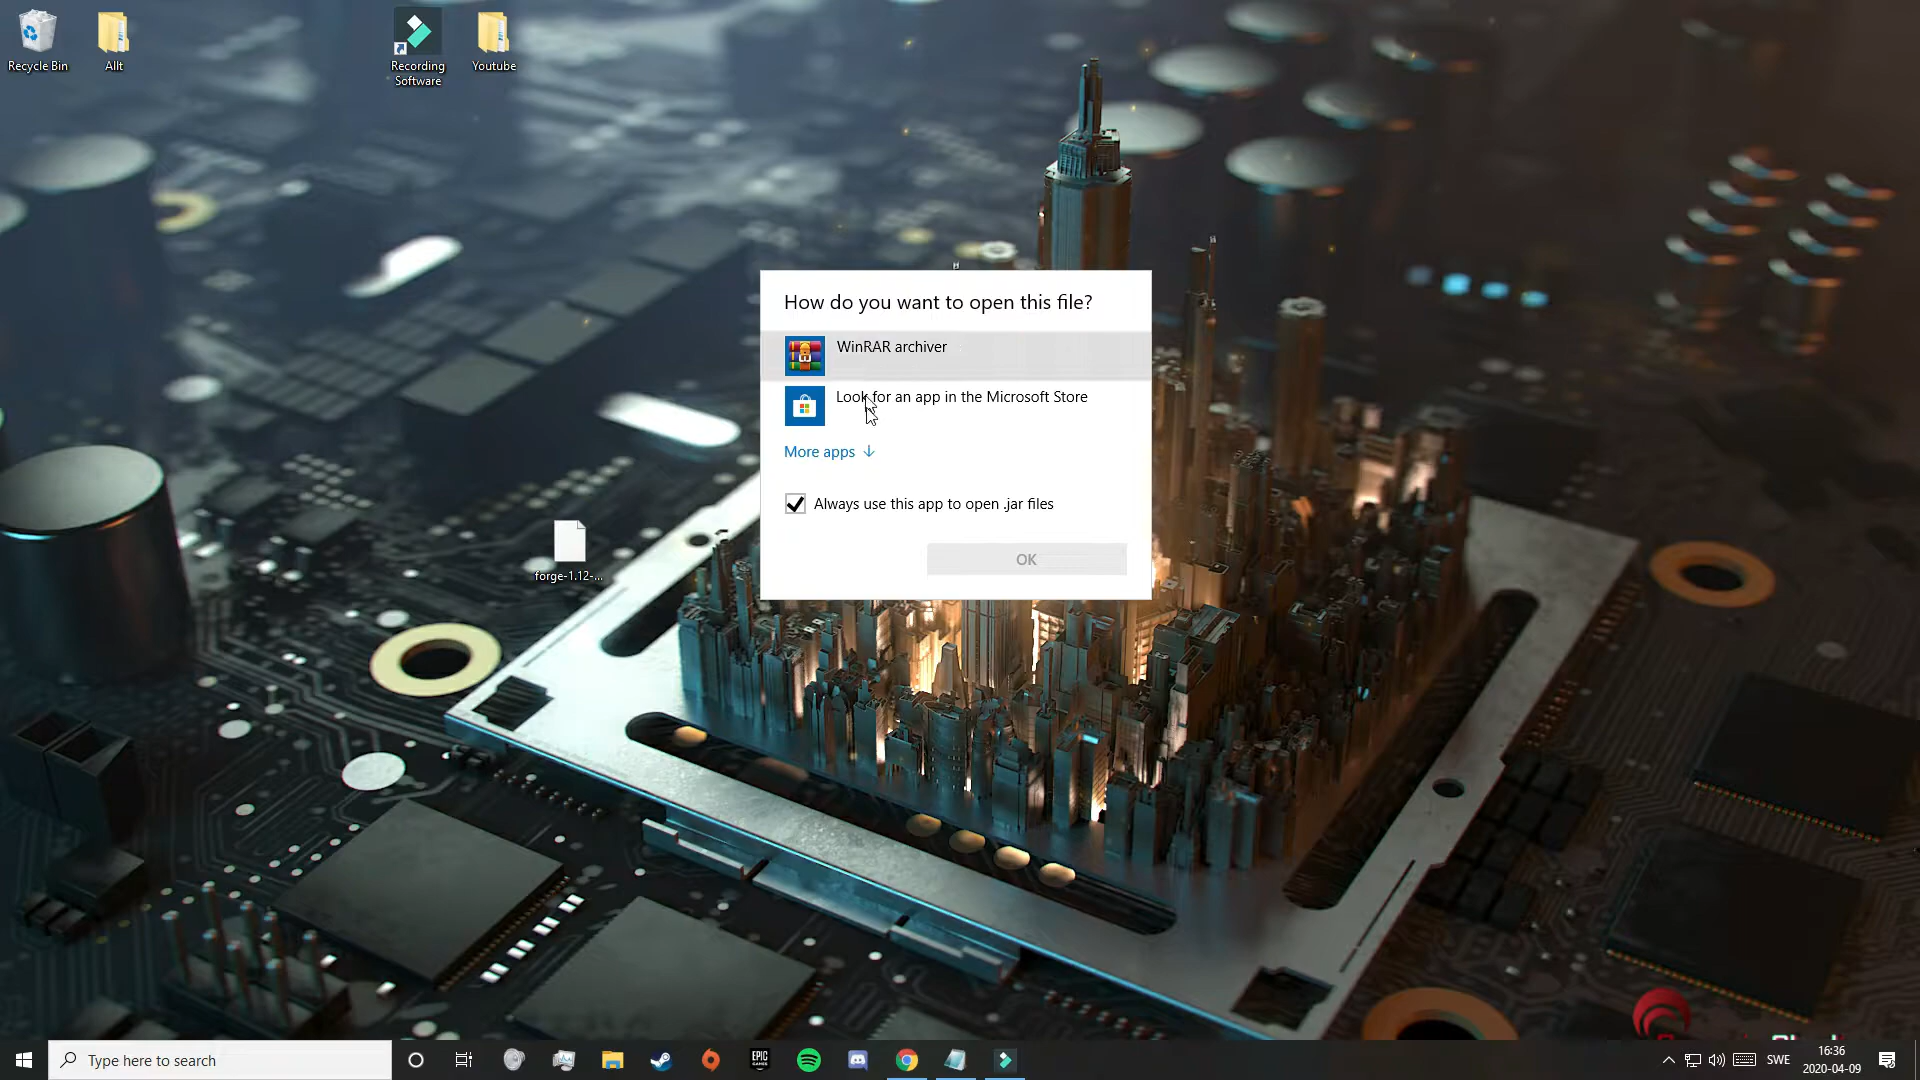 Recycle Bin
Allt
Recording
Software
Youtube
How do you want to open this file?
WinRAR archiver
Look for an app in the Microsoft Store
More apps
Always use this app to open .jar files
OK
forge-1.12-...
Type here to search
EPIC
GAMES
SWE
16:36
2020-04-09